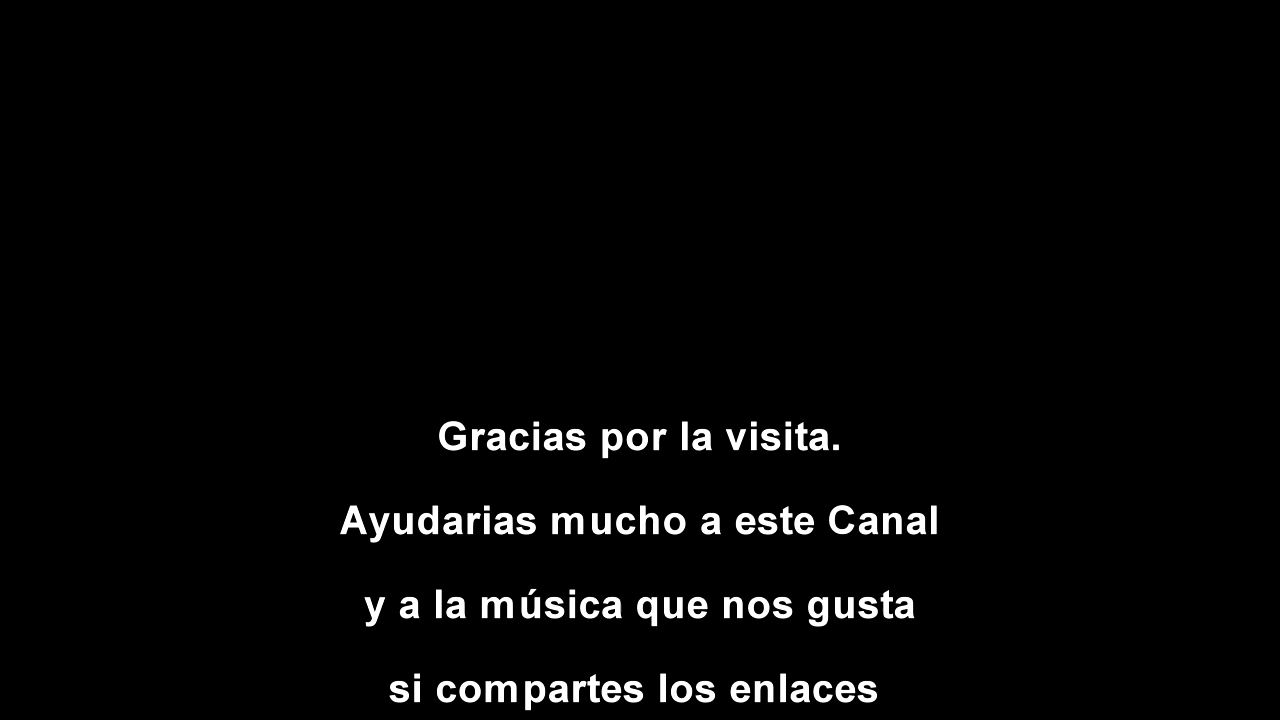 Gracias por la visita.
Ayudarias mucho a este Canal
y a la música que nos gusta
si compartes los enlaces